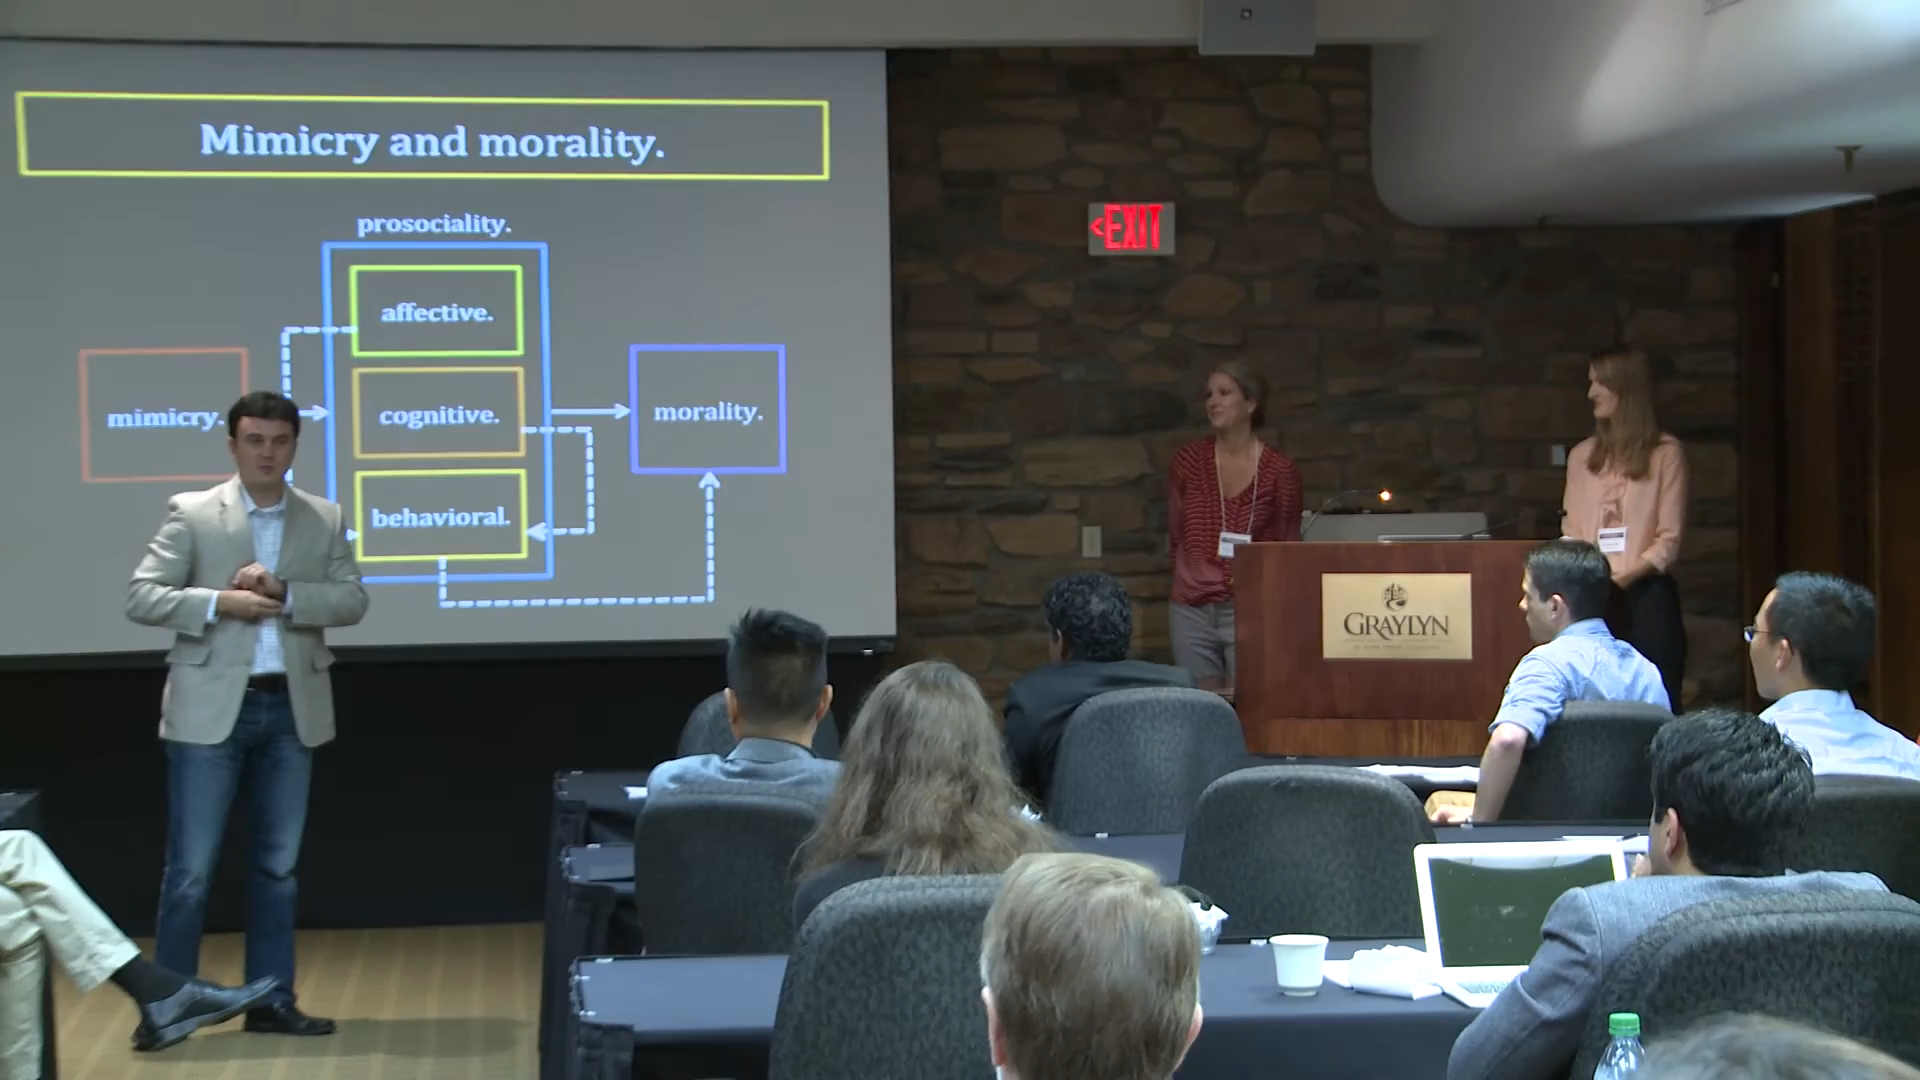 Mimicry and morality.
prosociality.
affective.
mimicry.
cognitive.
morality.
behavioral.
<EXIT
GRAYLYN